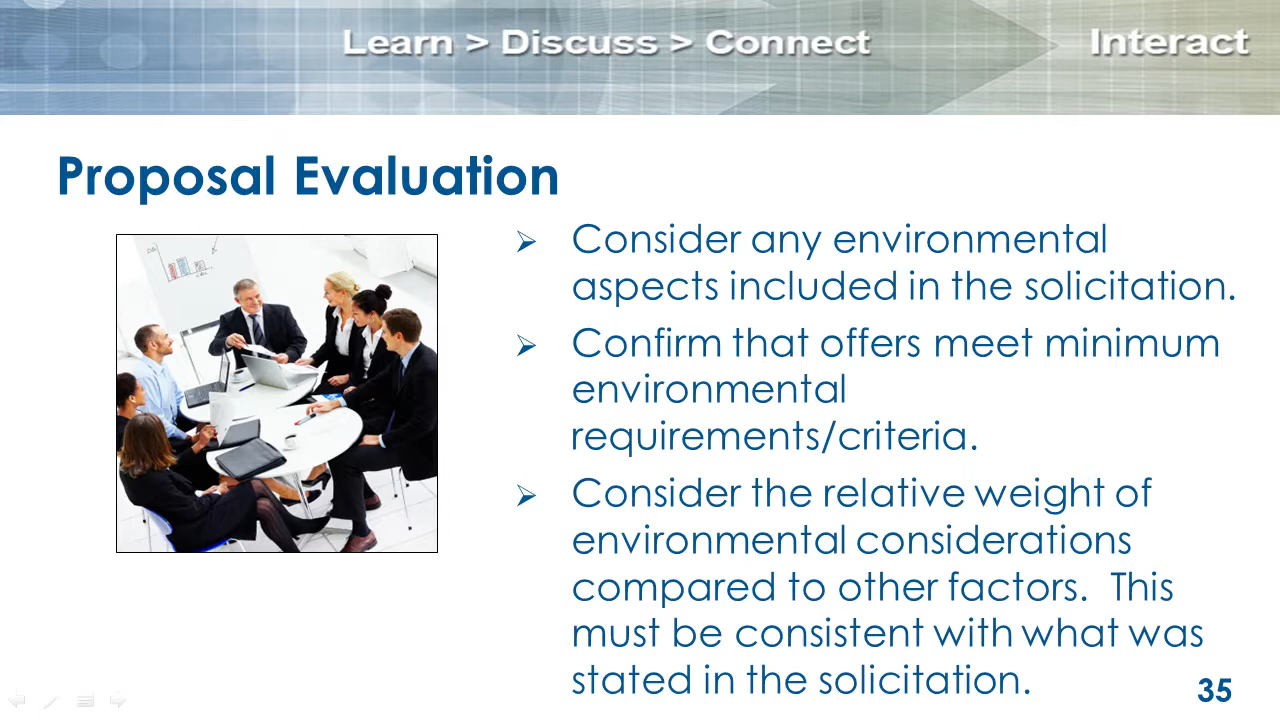 Learn > Discuss > Connect Interact
Proposal Evaluation
➢ Consider any environmental
aspects included in the solicitation.
➢ Confirm that offers meet minimum
environmental
requirements/criteria.
➢ Consider the relative weight of
environmental considerations
compared to other factors.  This
must be consistent with what was
stated in the solicitation.
35